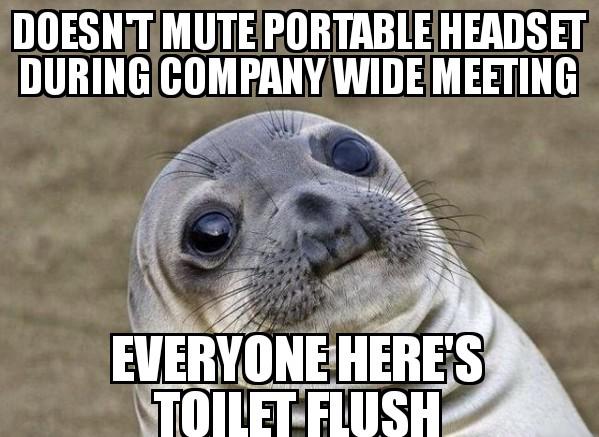 DOESN'T MUTE PORTABLE HEADSET
DURING COMPANY WIDE MEETING
EVERYONE HERE'S
TOILET FLUSH